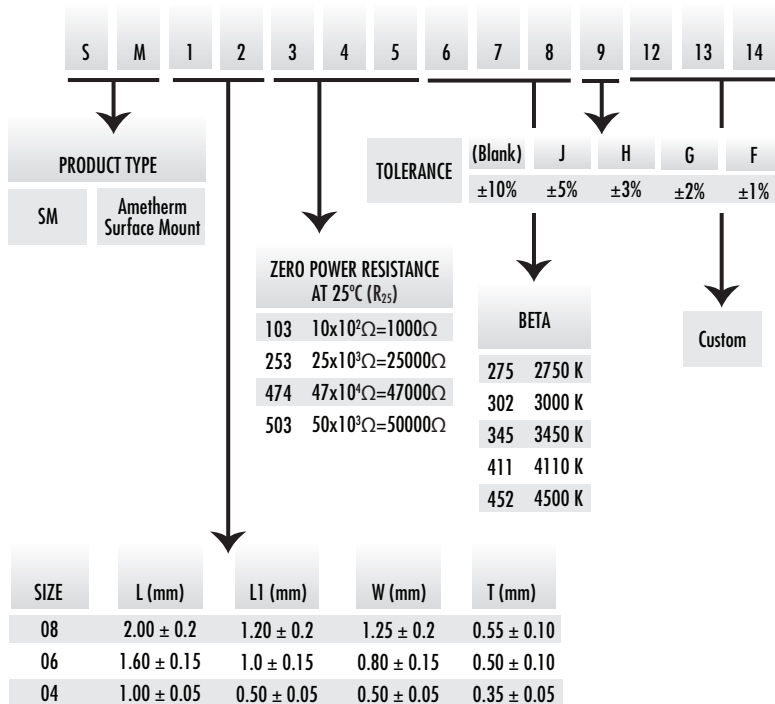 S M 1 2 3 4 5 6 7 8 9 12 13 14
PRODUCT TYPE
SM Ametherm Surface Mount
TOLERANCE (Blank) J H G F
±10% ±5% ±3% ±2% ±1%
ZERO POWER RESISTANCE
AT 25ºC (R₂₅)
103 10x10²Ω=1000Ω
253 25x10³Ω=25000Ω
474 47x10⁴Ω=47000Ω
503 50x10³Ω=50000Ω
BETA
275 2750 K
302 3000 K
345 3450 K
411 4110 K
452 4500 K
Custom
SIZE L (mm) L1 (mm) W (mm) T (mm)
08 2.00 ± 0.2 1.20 ± 0.2 1.25 ± 0.2 0.55 ± 0.10
06 1.60 ± 0.15 1.0 ± 0.15 0.80 ± 0.15 0.50 ± 0.10
04 1.00 ± 0.05 0.50 ± 0.05 0.50 ± 0.05 0.35 ± 0.05